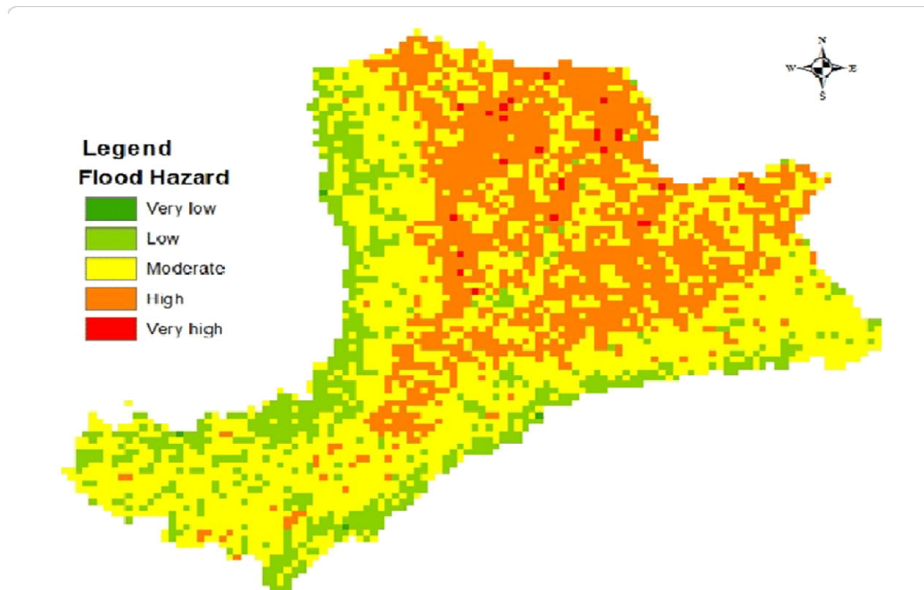 N
W E
S
Legend
Flood Hazard
Very low
Low
Moderate
High
Very high